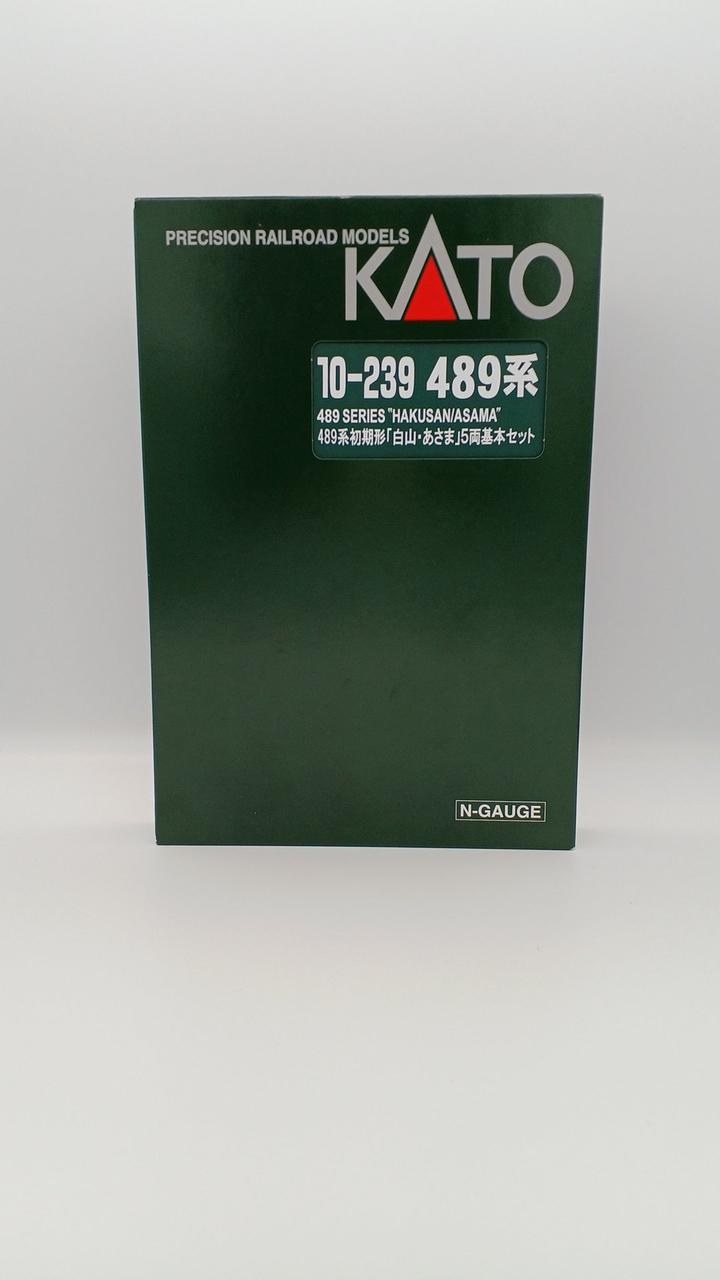 PRECISION RAILROAD MODELS
KATO
10-239 489系
489 SERIES "HAKUSAN/ASAMA"
489系初期形「白山・あさま」5両基本セット
N-GAUGE